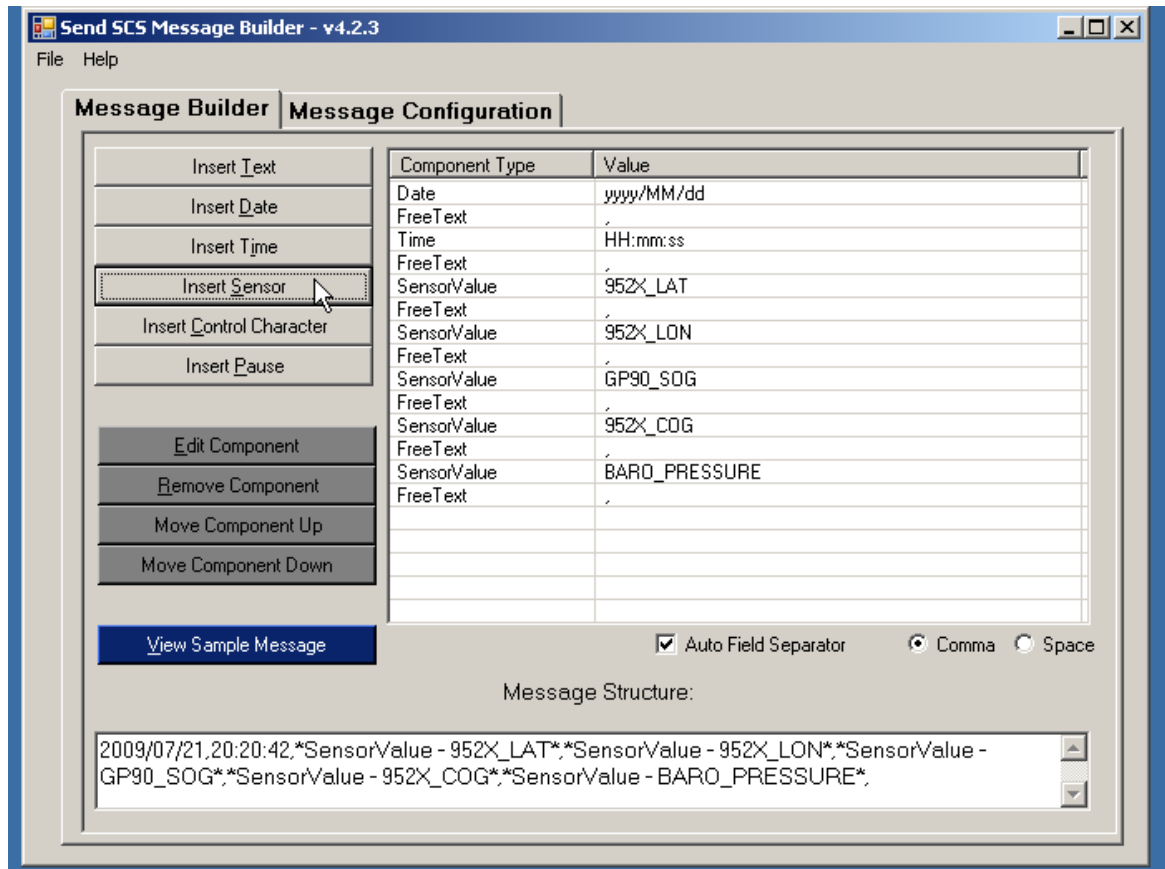 Send SCS Message Builder - v4.2.3
File Help
Message Builder Message Configuration
Insert Text
Insert Date
Insert Time
Insert Sensor
Insert Control Character
Insert Pause
Edit Component
Remove Component
Move Component Up
Move Component Down
View Sample Message
Component Type Value
Date yyyy/MM/dd
FreeText ,
Time HH:mm:ss
FreeText ,
SensorValue 952X_LAT
FreeText ,
SensorValue 952X_LON
FreeText ,
SensorValue GP90_SOG
FreeText ,
SensorValue 952X_COG
FreeText ,
SensorValue BARO_PRESSURE
FreeText ,
Auto Field Separator Comma Space
Message Structure:
2009/07/21,20:20:42,*SensorValue - 952X_LAT*,*SensorValue - 952X_LON*,*SensorValue -
GP90_SOG*,*SensorValue - 952X_COG*,*SensorValue - BARO_PRESSURE*,